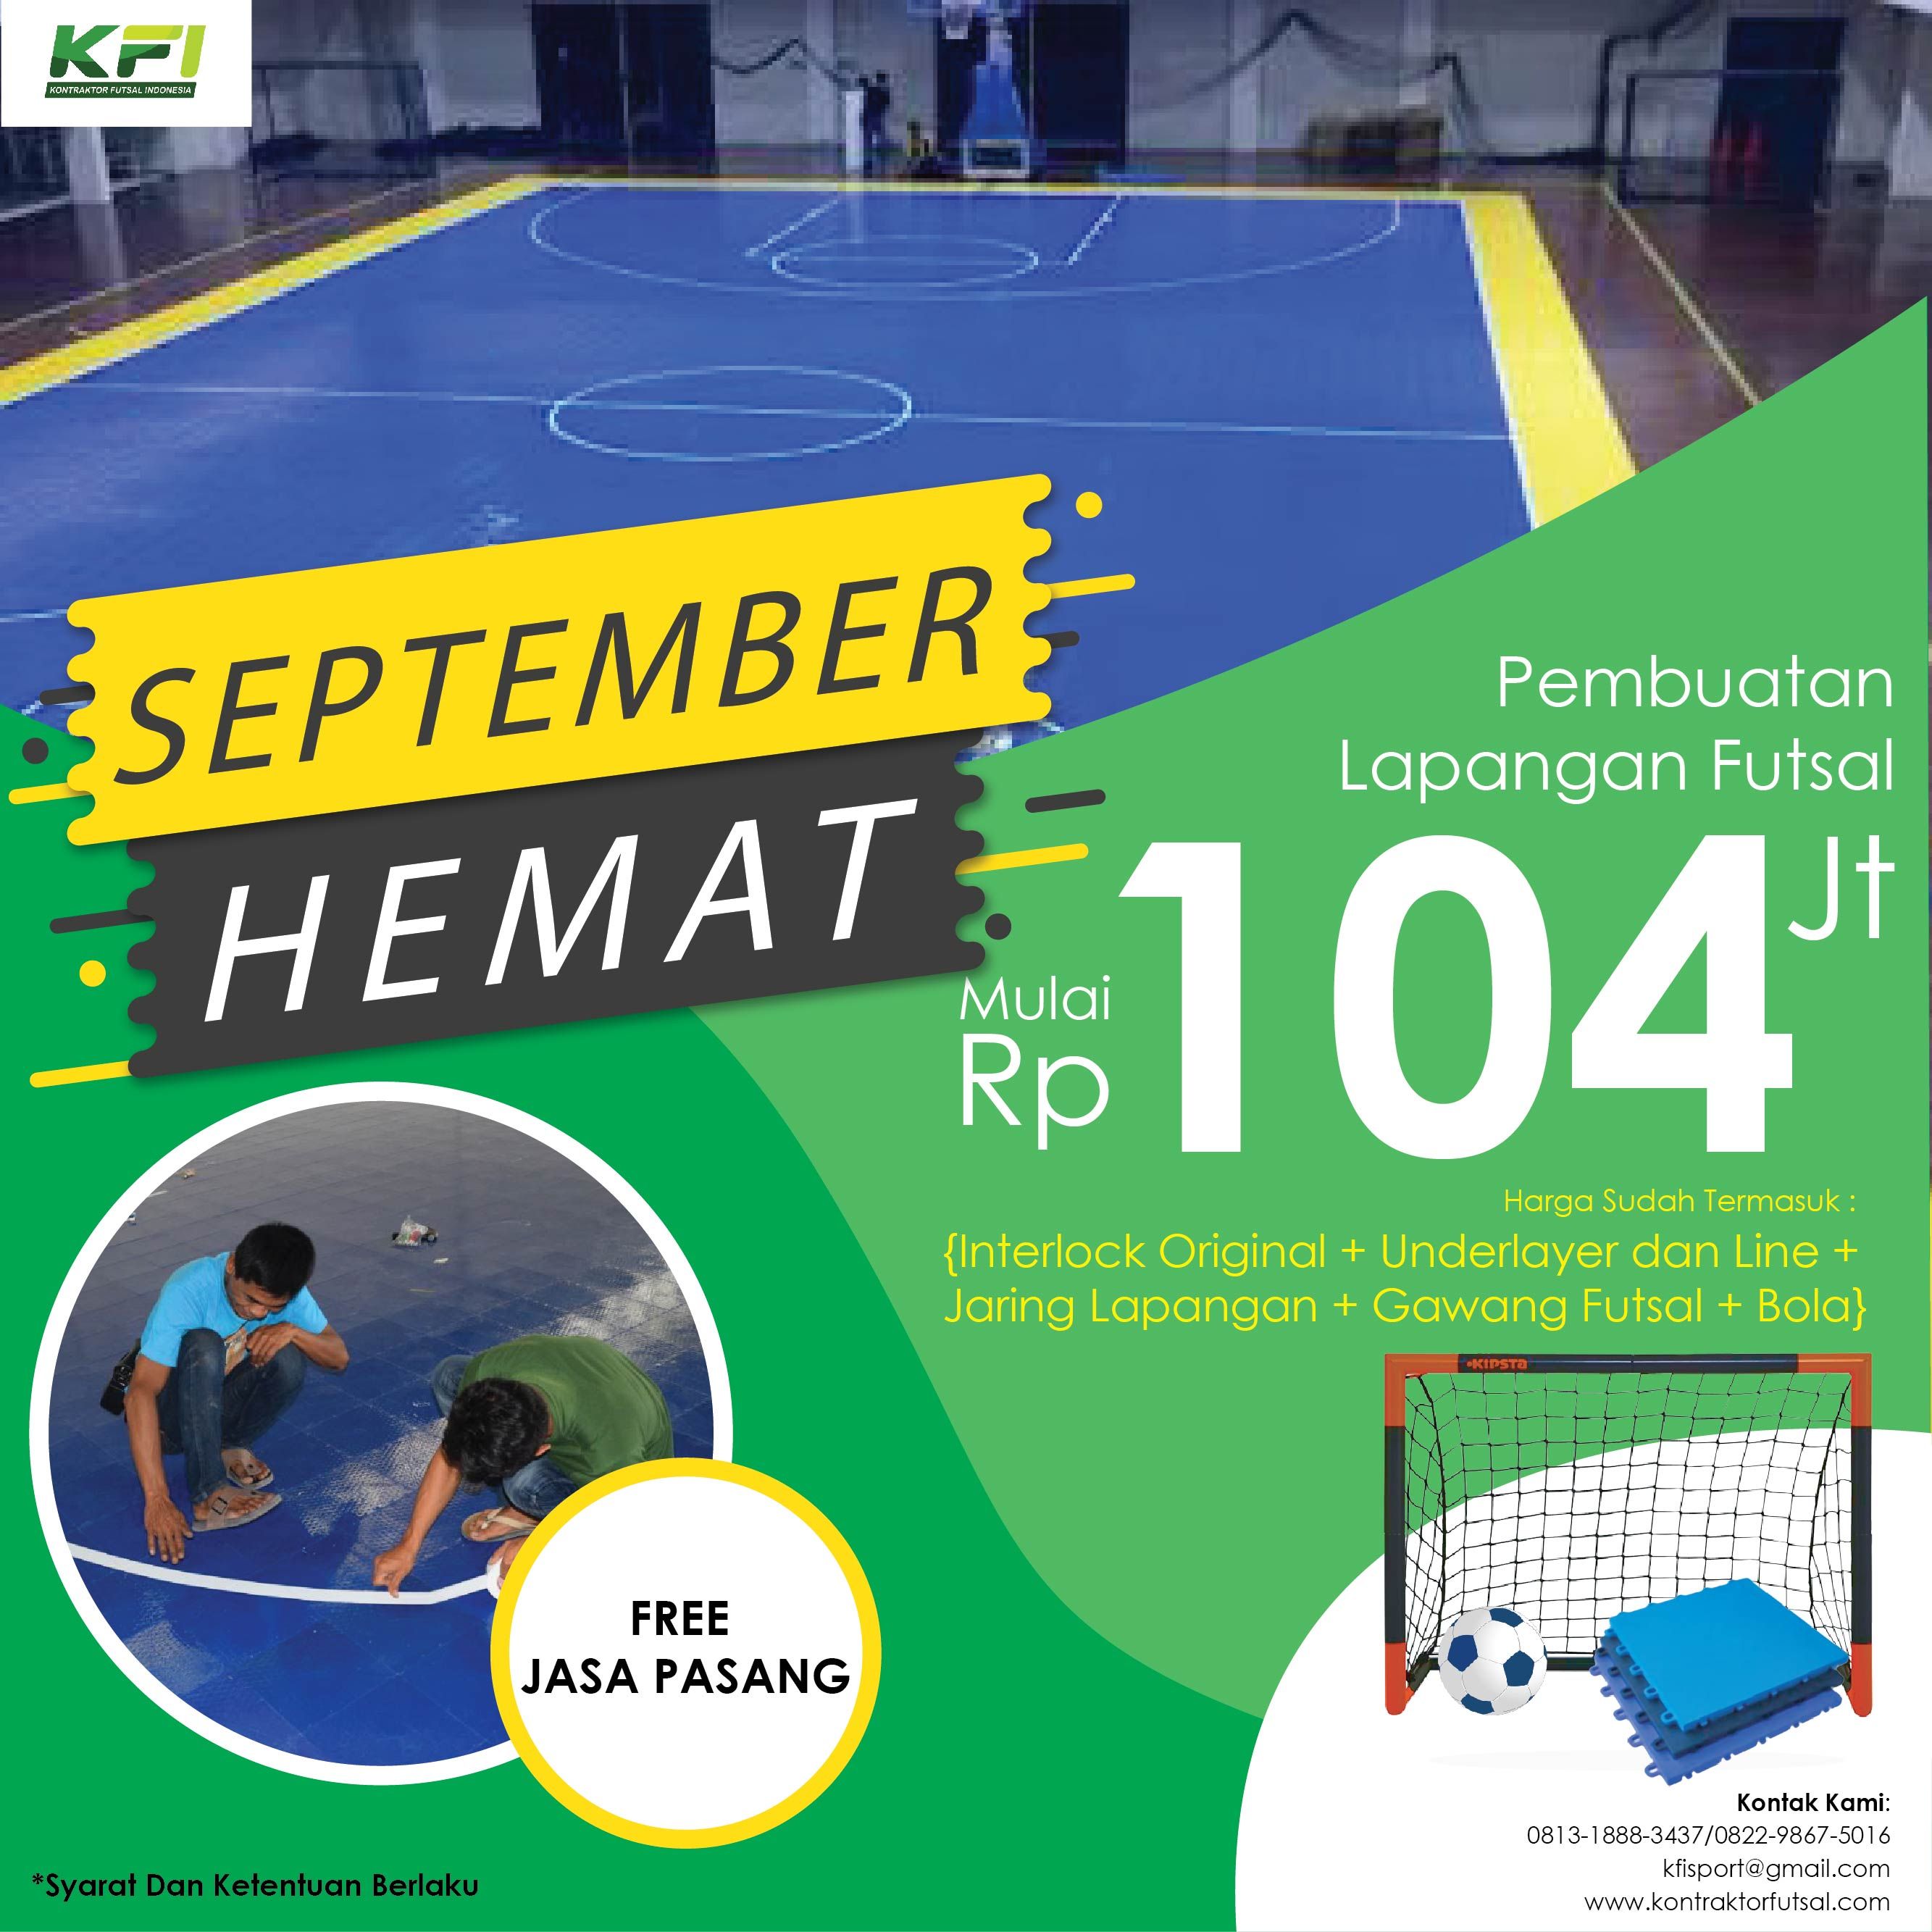 KFI
KONTRAKTOR FUTSAL INDONESIA
SEPTEMBER
HEMAT
Pembuatan
Lapangan Futsal
Mulai
Rp 104 Jt
Harga Sudah Termasuk :
{Interlock Original + Underlayer dan Line +
Jaring Lapangan + Gawang Futsal + Bola}
KIPSTA
FREE
JASA PASANG
Kontak Kami:
0813-1888-3437/0822-9867-5016
kfisport@gmail.com
www.kontraktorfutsal.com
*Syarat Dan Ketentuan Berlaku